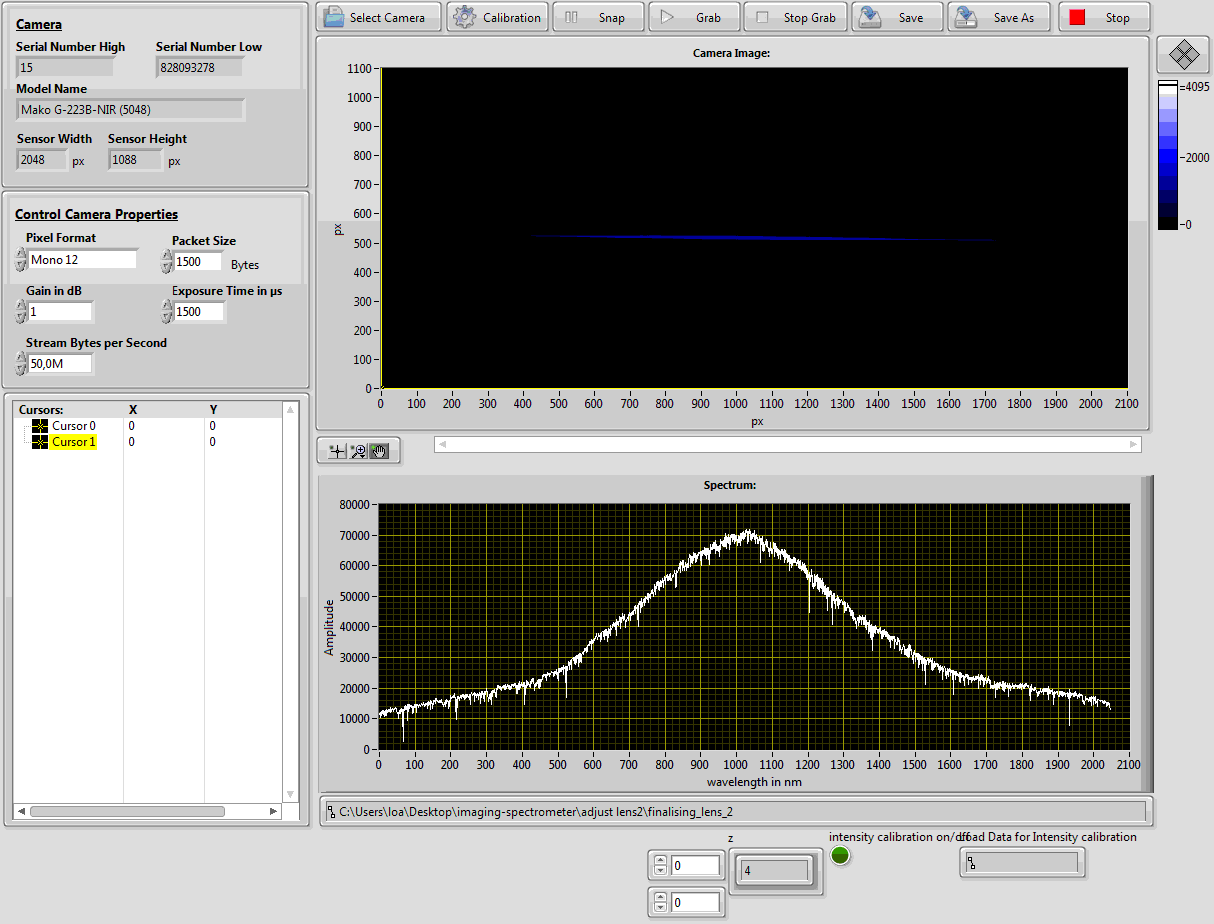 Select Camera Calibration Snap Grab Stop Grab Save Save As Stop
Camera
Serial Number High Serial Number Low
15 828093278
Model Name
Mako G-223B-NIR (5048)
Sensor Width Sensor Height
2048 px 1088 px
Control Camera Properties
Pixel Format Packet Size
Mono 12 1500 Bytes
Gain in dB Exposure Time in µs
1 1500
Stream Bytes per Second
50,0M
Cursors: X Y
Cursor 0 0 0
Cursor 1 0 0
Camera Image:
1100
1000
900
800
700
600
500
400
300
200
100
0
px
0 100 200 300 400 500 600 700 800 900 1000 1100 1200 1300 1400 1500 1600 1700 1800 1900 2000 2100
px
4095
2000
0
Spectrum:
80000
70000
60000
50000
40000
30000
20000
10000
0
Amplitude
0 100 200 300 400 500 600 700 800 900 1000 1100 1200 1300 1400 1500 1600 1700 1800 1900 2000 2100
wavelength in nm
C:\Users\loa\Desktop\imaging-spectrometer\adjust lens2\finalising_lens_2
z intensity calibration on/off oad Data for Intensity calibration
0 4
0